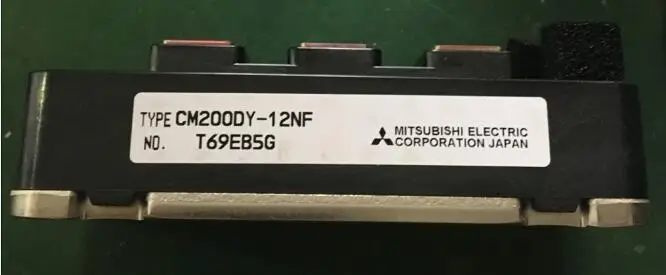 TYPE CM200DY-12NF
NO. T69EB5G
MITSUBISHI ELECTRIC
CORPORATION JAPAN